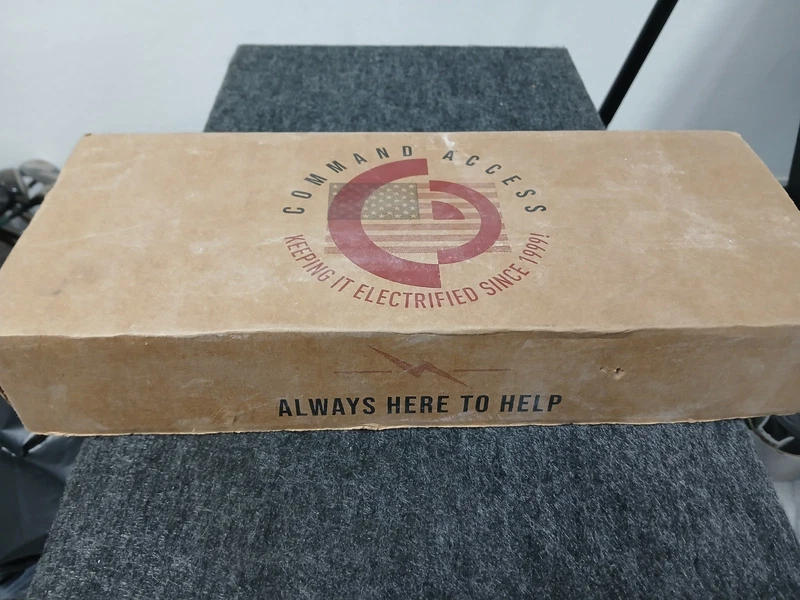 COMMAND ACCESS
KEEPING IT ELECTRIFIED SINCE 1999!
ALWAYS HERE TO HELP